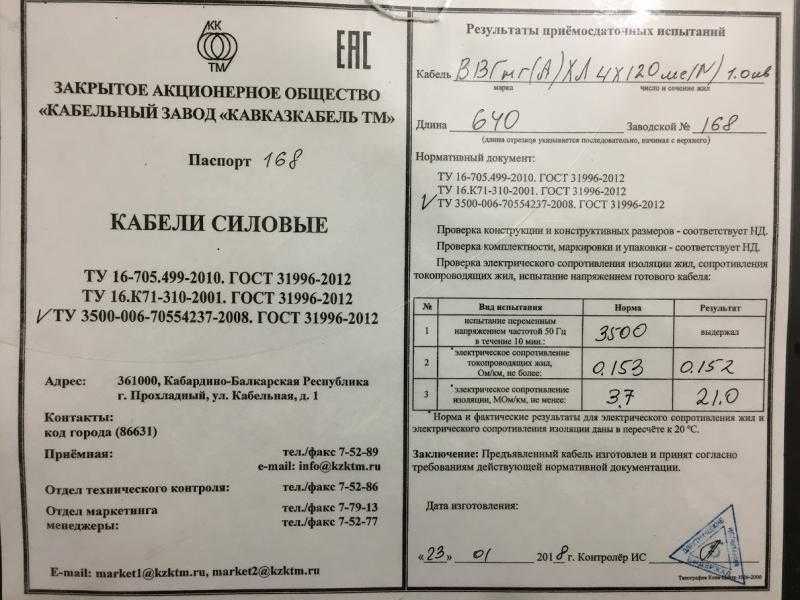 АКК
ТМ
ЕАС
ЗАКРЫТОЕ АКЦИОНЕРНОЕ ОБЩЕСТВО
«КАБЕЛЬНЫЙ ЗАВОД «КАВКАЗКАБЕЛЬ ТМ»
Паспорт 168
КАБЕЛИ СИЛОВЫЕ
ТУ 16-705.499-2010. ГОСТ 31996-2012
ТУ 16.К71-310-2001. ГОСТ 31996-2012
✓ ТУ 3500-006-70554237-2008. ГОСТ 31996-2012
Адрес: 361000, Кабардино-Балкарская Республика
г. Прохладный, ул. Кабельная, д. 1
Контакты:
код города (86631)
Приёмная: тел./факс 7-52-89
e-mail: info@kzktm.ru
Отдел технического контроля: тел./факс 7-52-86
Отдел маркетинга тел./факс 7-79-13
менеджеры: тел./факс 7-52-77
E-mail: market1@kzktm.ru, market2@kzktm.ru
Результаты приёмосдаточных испытаний
Кабель ВВГнг(А)ХЛ 4х120мс(N) 1.0кв
марка число и сечение жил
Длина 640 Заводской № 168
(длина отрезков указывается последовательно, начиная с верхнего)
Нормативный документ:
ТУ 16-705.499-2010. ГОСТ 31996-2012
ТУ 16.К71-310-2001. ГОСТ 31996-2012
✓ ТУ 3500-006-70554237-2008. ГОСТ 31996-2012
Проверка конструкции и конструктивных размеров - соответствует НД.
Проверка комплектности, маркировки и упаковки - соответствует НД.
Проверка электрического сопротивления изоляции жил, сопротивления
токопроводящих жил, испытание напряжением готового кабеля:
№ Вид испытания Норма Результат
1 испытание переменным напряжением частотой 50 Гц в течение 10 мин.: 3500 выдержал
2 *электрическое сопротивление токопроводящих жил, Ом/км, не более: 0.153 0.152
3 *электрическое сопротивление изоляции, МОм/км, не менее: 3.7 21.0
*Норма и фактические результаты для электрического сопротивления жил и
электрического сопротивления изоляции даны в пересчёте к 20 °С.
Заключение: Предъявленный кабель изготовлен и принят согласно
требованиям действующей нормативной документации.
Дата изготовления:
«23» 01 2018г. Контролёр ИС